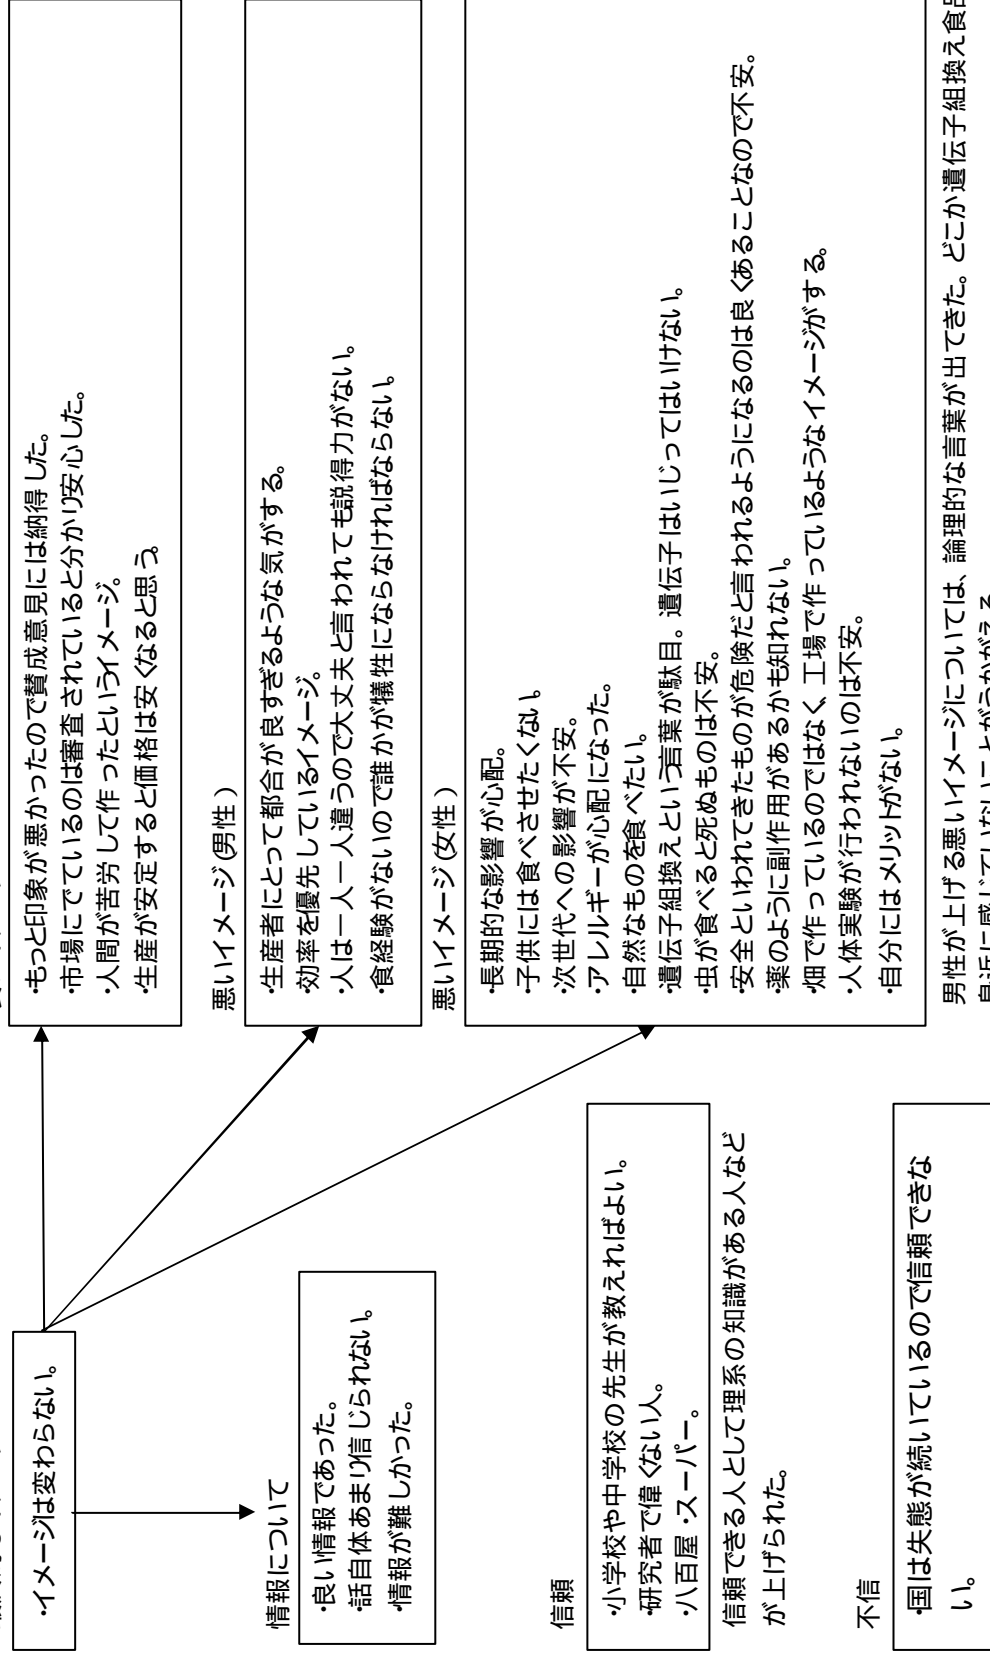 ・イメージは変わらない。
情報について
・良い情報であった。
・話自体あまり信じられない。
・情報が難しかった。
信頼
・小学校や中学校の先生が教えればよい。
・研究者で偉くない人。
・八百屋・スーパー。
信頼できる人として理系の知識がある人など
が上げられた。
不信
・国は失態が続いているので信頼できな
い。
・もっと印象が悪かったので賛成意見には納得した。
・市場にでているのは審査されていると分かり安心した。
・人間が苦労して作ったというイメージ。
・生産が安定すると価格は安くなると思う。
悪いイメージ(男性)
・生産者にとって都合が良すぎるような気がする。
・効率を優先しているイメージ。
・人は一人一人違うので大丈夫と言われても説得力がない。
・食経験がないので誰かが犠牲にならなければならない。
悪いイメージ(女性)
・長期的な影響が心配。
・子供には食べさせたくない。
・次世代への影響が不安。
・アレルギーが心配になった。
・自然なものを食べたい。
・遺伝子組換えという言葉が駄目。遺伝子はいじってはいけない。
・虫が食べると死ぬものは不安。
・安全といわれてきたものが危険だと言われるようになるのは良くあることなので不安。
・薬のように副作用があるかも知れない。
・畑で作っているのではなく、工場で作っているようなイメージがする。
・人体実験が行われないのは不安。
・自分にはメリットがない。
男性が上げる悪いイメージについては、論理的な言葉が出てきた。どこか遺伝子組換え食品
身近に感じていないことがうかがえる